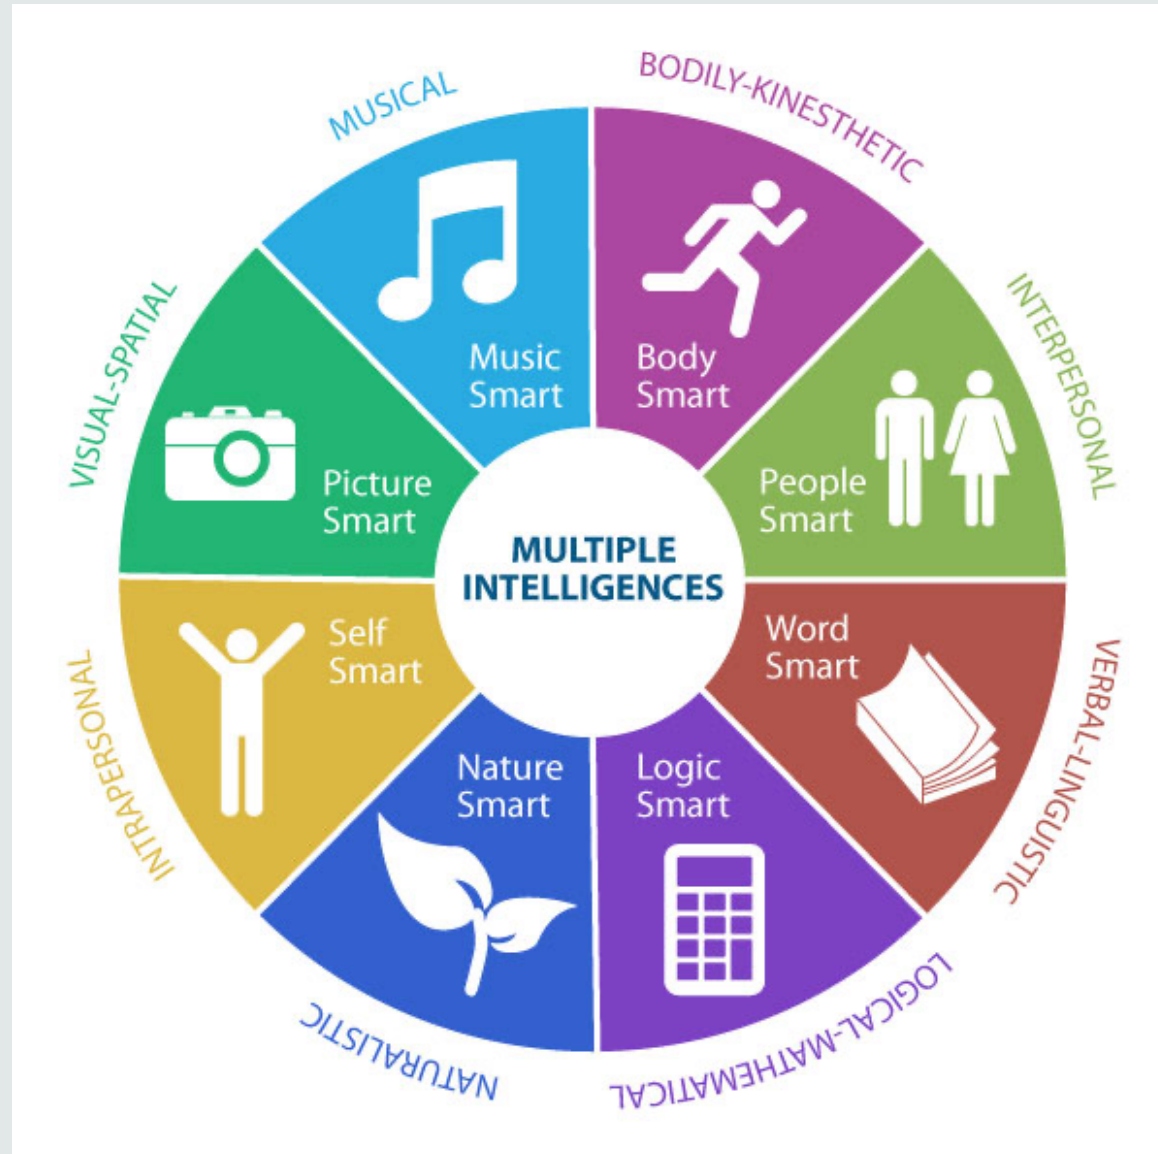 MUSICAL
BODILY-KINESTHETIC
INTERPERSONAL
VERBAL-LINGUISTIC
LOGICAL-MATHEMATICAL
NATURALISTIC
INTRAPERSONAL
VISUAL-SPATIAL
Music
Smart
Body
Smart
People
Smart
Word
Smart
Logic
Smart
Nature
Smart
Self
Smart
Picture
Smart
MULTIPLE
INTELLIGENCES